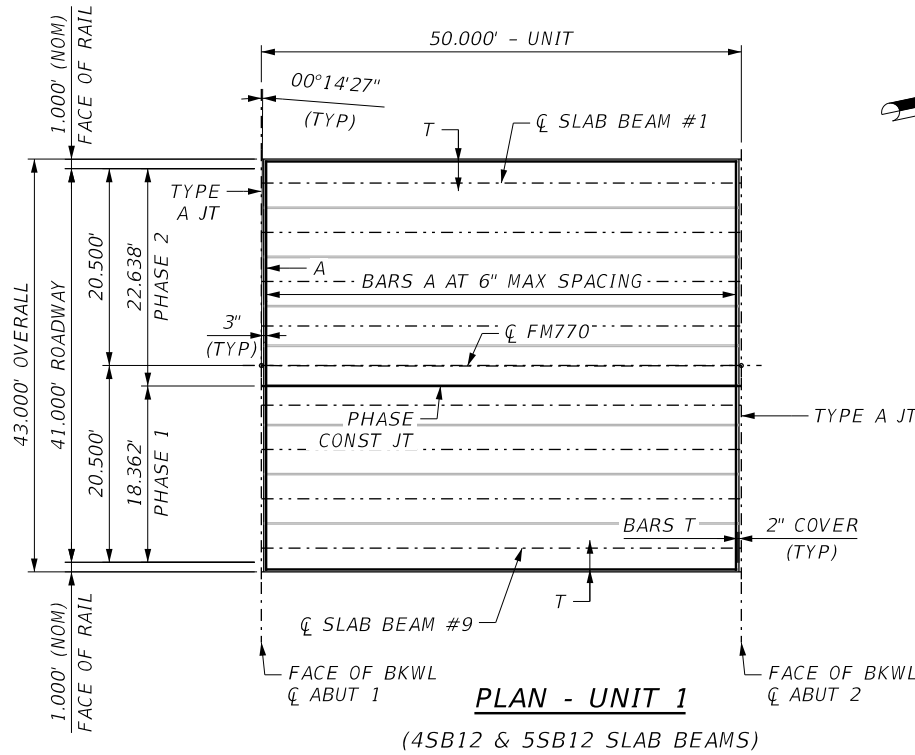 50.000' - UNIT
00°14'27"
(TYP)
1.000' (NOM)
FACE OF RAIL
T
℄ SLAB BEAM #1
TYPE
A JT
A
BARS A AT 6" MAX SPACING
3"
(TYP)
℄ FM770
43.000' OVERALL
41.000' ROADWAY
20.500'
22.638'
PHASE 2
20.500'
18.362'
PHASE 1
PHASE
CONST JT
TYPE A JT
BARS T
2" COVER
(TYP)
T
℄ SLAB BEAM #9
1.000' (NOM)
FACE OF RAIL
FACE OF BKWL
℄ ABUT 1
FACE OF BKWL
℄ ABUT 2
PLAN - UNIT 1
(4SB12 & 5SB12 SLAB BEAMS)